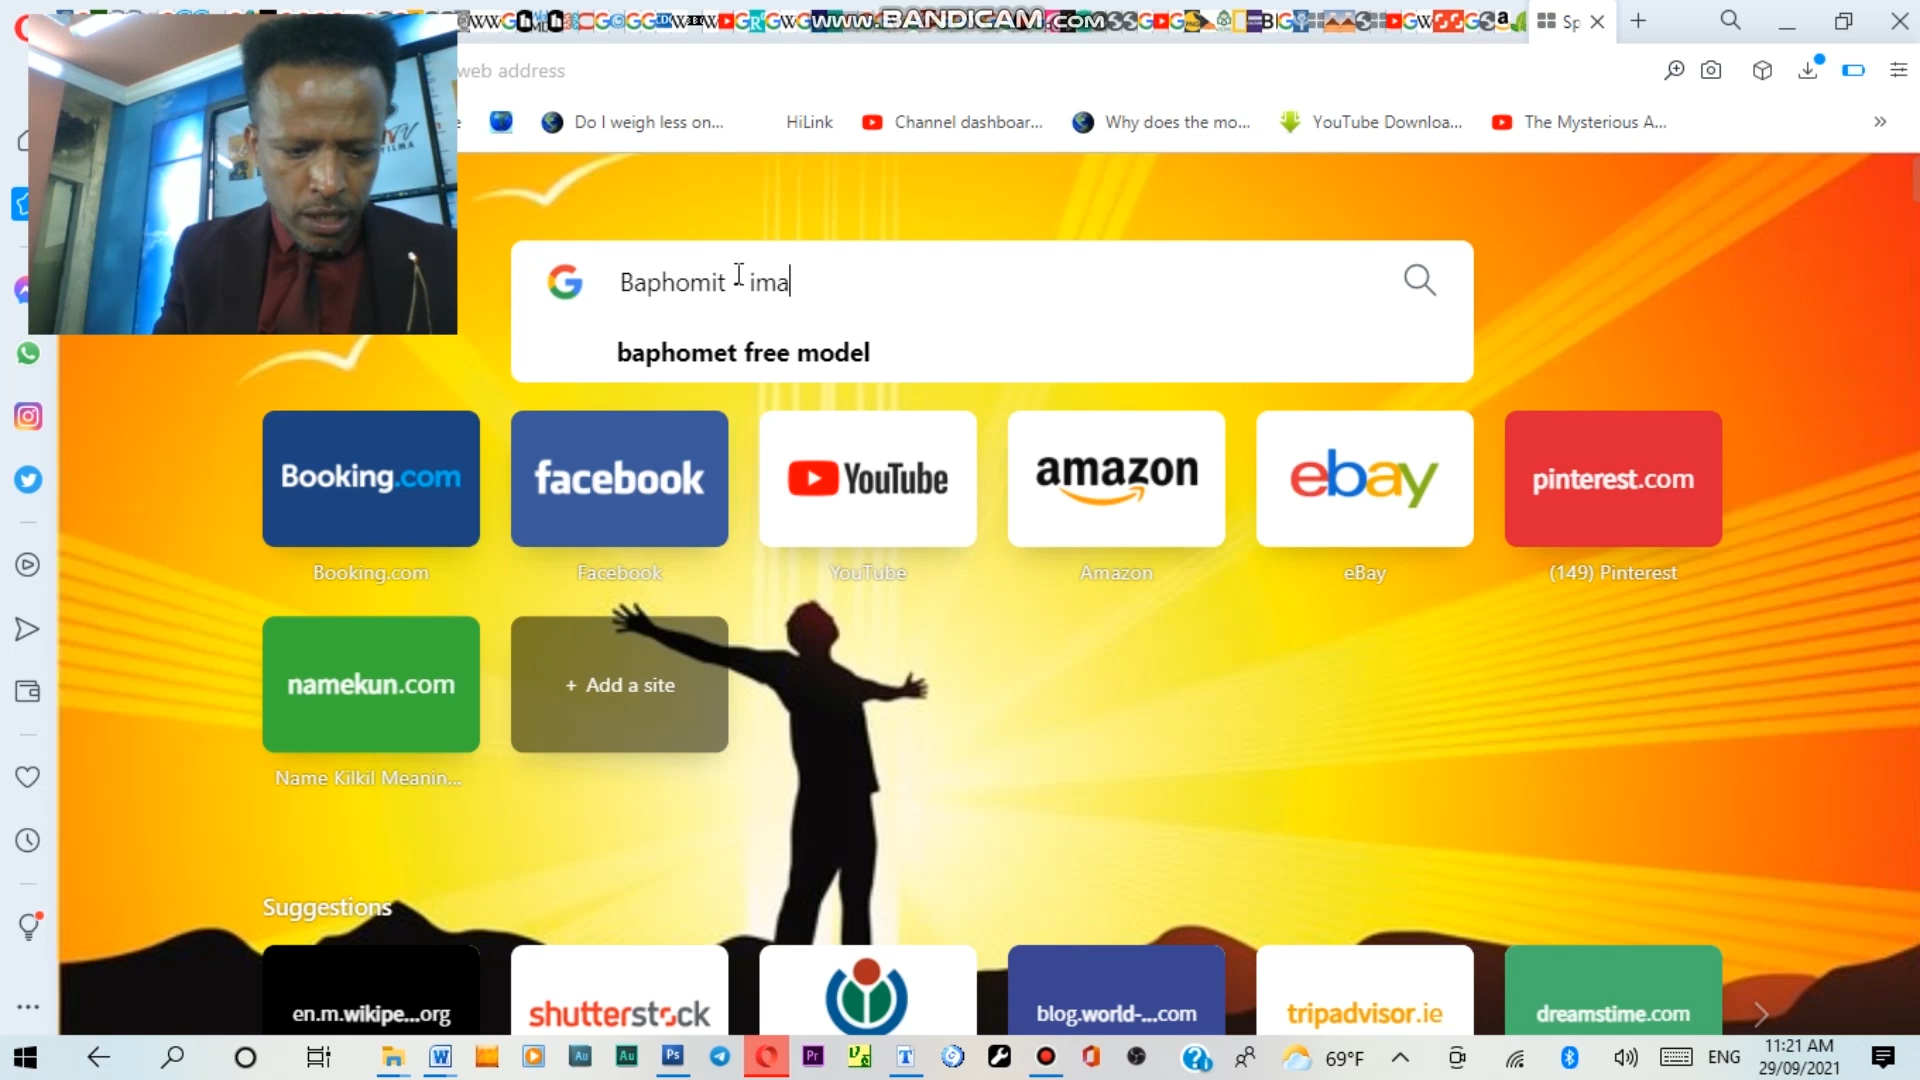 www.BANDICAM.com
Sp
web address
Do I weigh less on...
HiLink
Channel dashboar...
Why does the mo...
YouTube Downloa...
The Mysterious A...
TV
YILMA
Baphomit ima
baphomet free model
Booking.com
facebook
YouTube
amazon
ebay
pinterest.com
Booking.com
Facebook
YouTube
Amazon
eBay
(149) Pinterest
namekun.com
+ Add a site
Name Kilkil Meanin...
Suggestions
en.m.wikipe...org
shutterstock
blog.world-...com
tripadvisor.ie
dreamstime.com
69°F
ENG
11:21 AM
29/09/2021